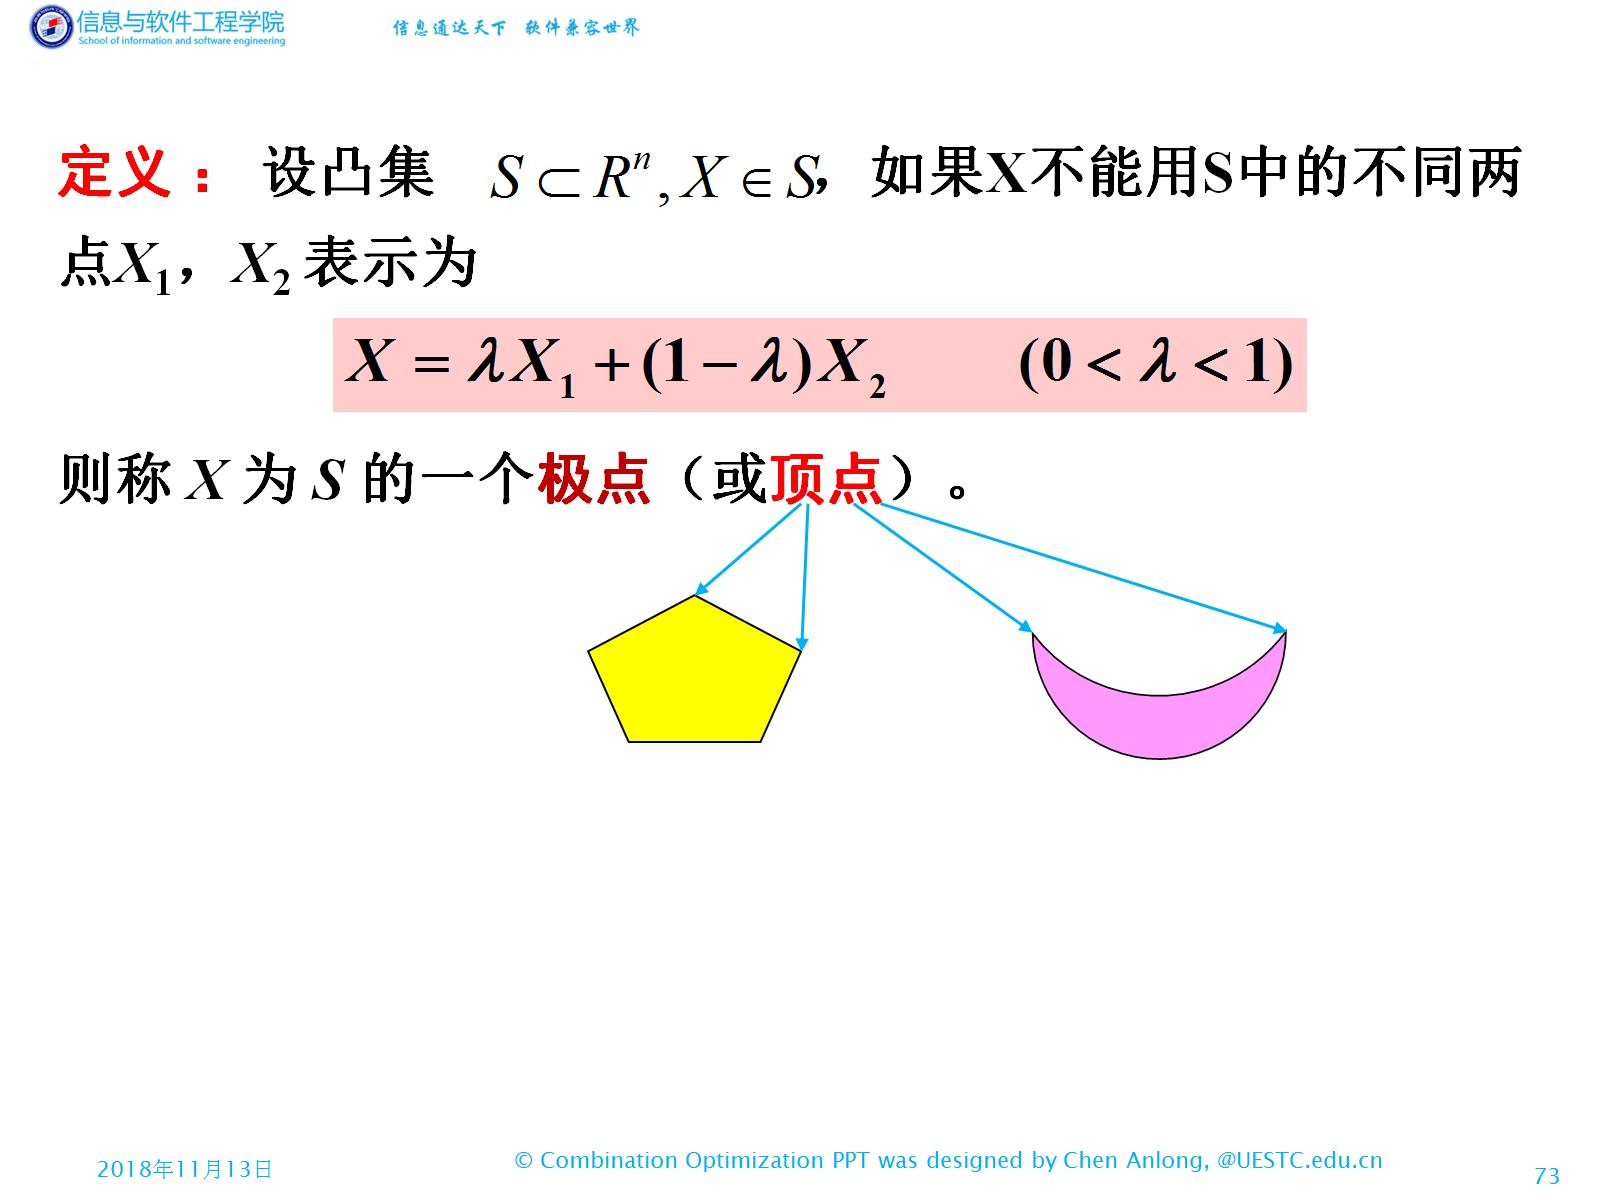 信息与软件工程学院
School of information and software engineering
信息通达天下 软件兼容世界
定义： 设凸集 S ⊂ Rⁿ, X ∈ S，如果X不能用S中的不同两
点X₁，X₂ 表示为
X = λX₁ + (1 − λ)X₂ (0 < λ < 1)
则称 X 为 S 的一个极点（或顶点）。
2018年11月13日
© Combination Optimization PPT was designed by Chen Anlong, @UESTC.edu.cn
73